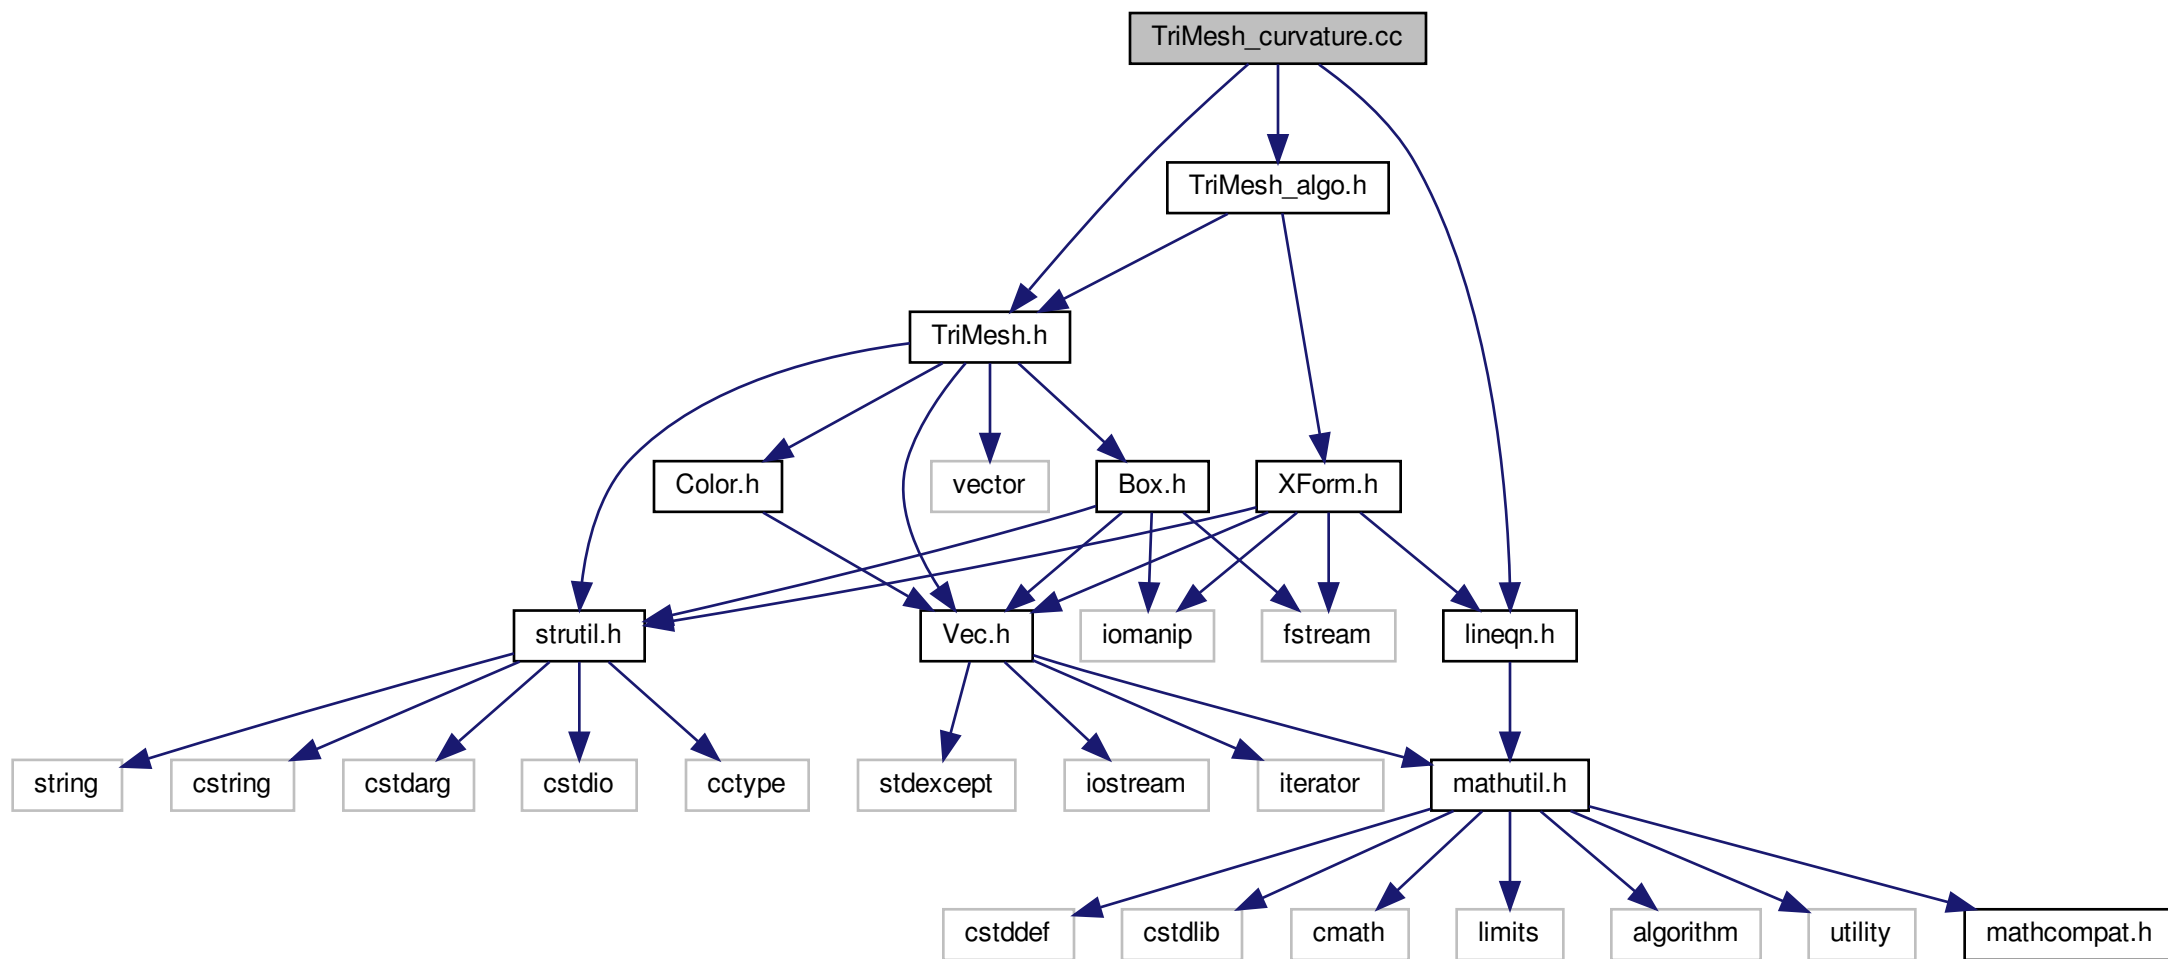 TriMesh_curvature.cc
TriMesh_algo.h
TriMesh.h
Color.h
vector
Box.h
XForm.h
strutil.h
Vec.h
iomanip
fstream
lineqn.h
string
cstring
cstdarg
cstdio
cctype
stdexcept
iostream
iterator
mathutil.h
cstddef
cstdlib
cmath
limits
algorithm
utility
mathcompat.h